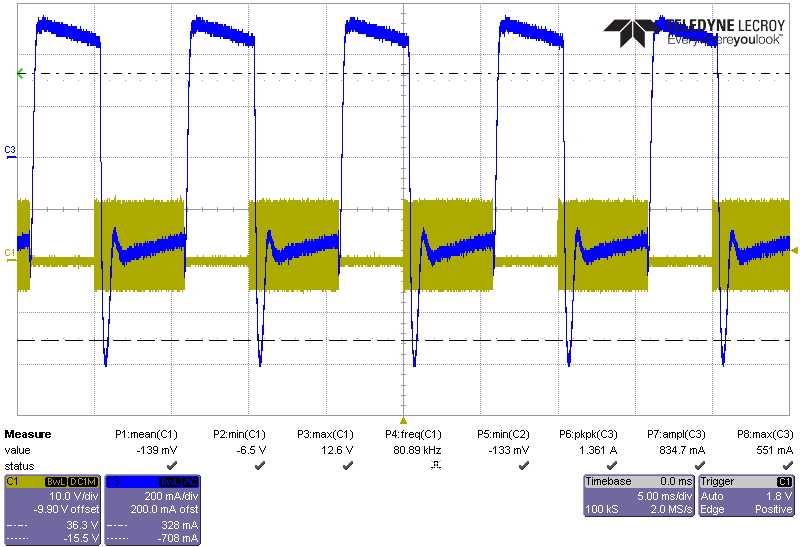 TELEDYNE LECROY
Everywhereyoulook™
C3
C1
Measure P1:mean(C1) P2:min(C1) P3:max(C1) P4:freq(C1) P5:min(C2) P6:pkpk(C3) P7:ampl(C3) P8:max(C3)
value -139 mV -6.5 V 12.6 V 80.89 kHz -133 mV 1.361 A 834.7 mA 551 mA
status
C1 BwL DC1M
10.0 V/div
-9.90 V offset
36.3 V
-15.5 V
C3 BwL AC
200 mA/div
200.0 mA ofst
328 mA
-708 mA
Timebase 0.0 ms
5.00 ms/div
100 kS 2.0 MS/s
Trigger C1
Auto 1.8 V
Edge Positive